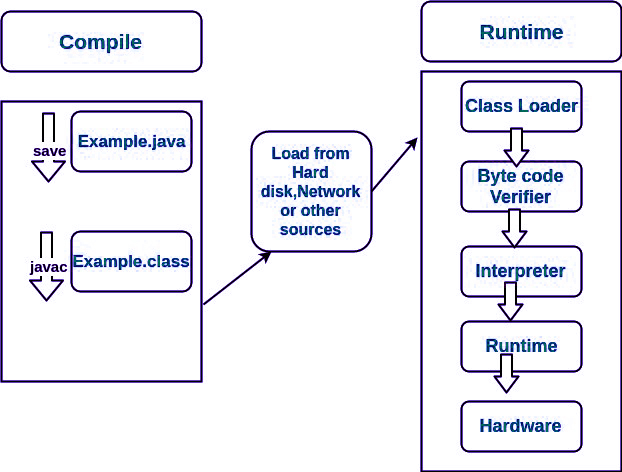 Compile
save
Example.java
javac
Example.class
Load from
Hard
disk,Network
or other
sources
Runtime
Class Loader
Byte code
Verifier
Interpreter
Runtime
Hardware